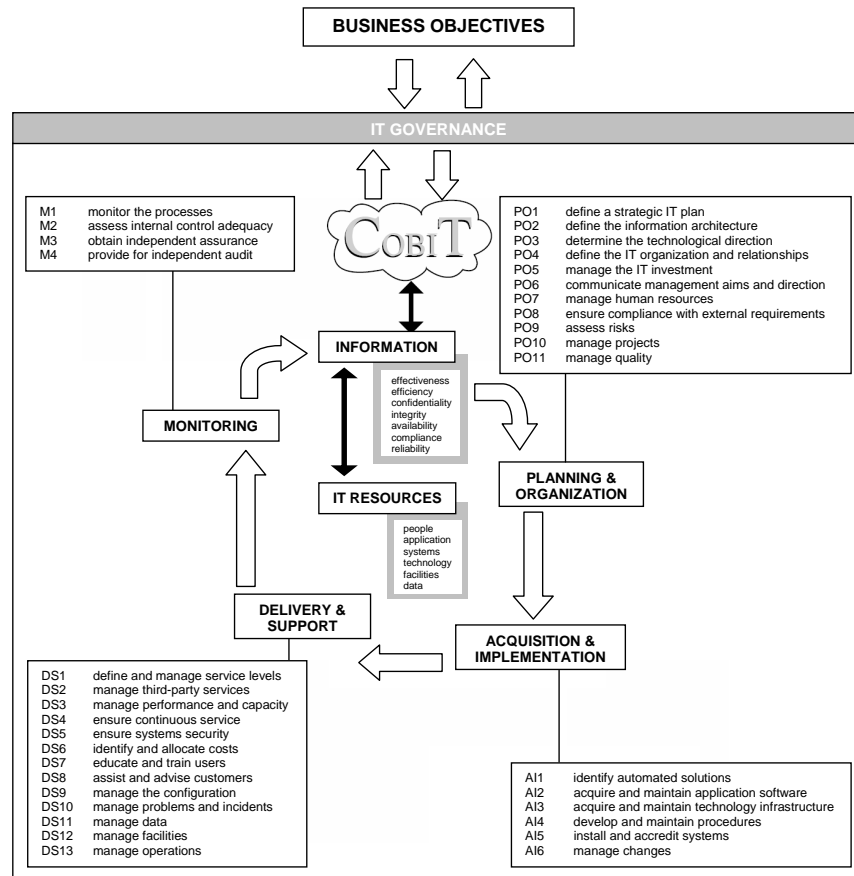 BUSINESS OBJECTIVES
IT GOVERNANCE
M1 monitor the processes
M2 assess internal control adequacy
M3 obtain independent assurance
M4 provide for independent audit
COBIT
PO1 define a strategic IT plan
PO2 define the information architecture
PO3 determine the technological direction
PO4 define the IT organization and relationships
PO5 manage the IT investment
PO6 communicate management aims and direction
PO7 manage human resources
PO8 ensure compliance with external requirements
PO9 assess risks
PO10 manage projects
PO11 manage quality
INFORMATION
effectiveness
efficiency
confidentiality
integrity
availability
compliance
reliability
MONITORING
PLANNING &
ORGANIZATION
IT RESOURCES
people
application
systems
technology
facilities
data
DELIVERY &
SUPPORT
ACQUISITION &
IMPLEMENTATION
DS1 define and manage service levels
DS2 manage third-party services
DS3 manage performance and capacity
DS4 ensure continuous service
DS5 ensure systems security
DS6 identify and allocate costs
DS7 educate and train users
DS8 assist and advise customers
DS9 manage the configuration
DS10 manage problems and incidents
DS11 manage data
DS12 manage facilities
DS13 manage operations
AI1 identify automated solutions
AI2 acquire and maintain application software
AI3 acquire and maintain technology infrastructure
AI4 develop and maintain procedures
AI5 install and accredit systems
AI6 manage changes